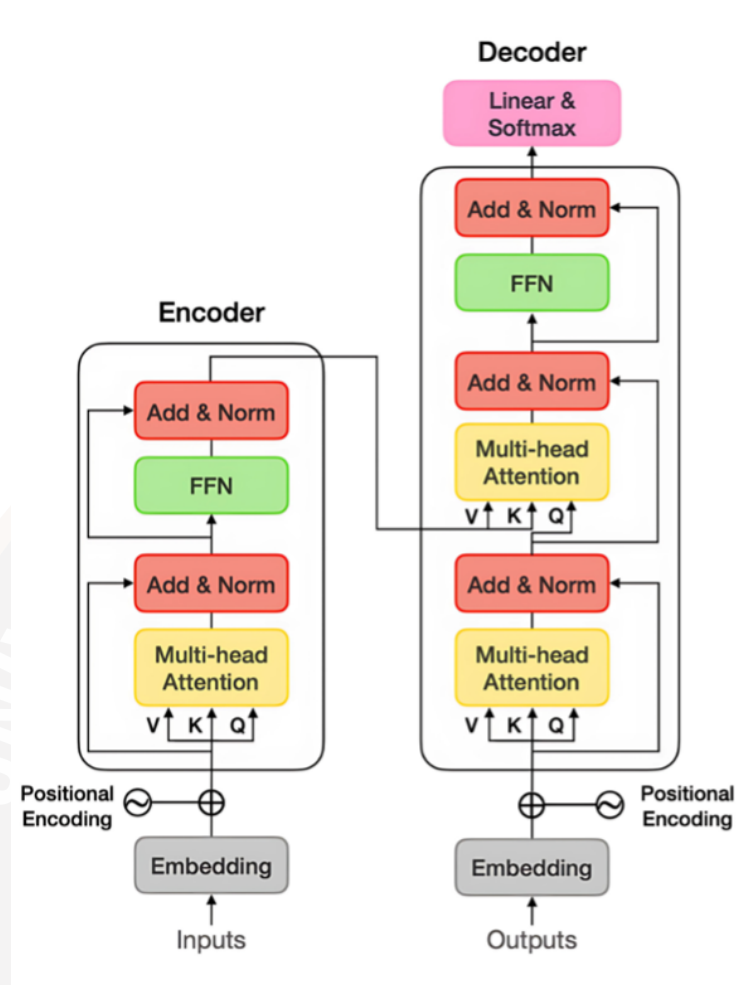 Decoder
Linear &
Softmax
Add & Norm
FFN
Add & Norm
Multi-head
Attention
V K Q
Add & Norm
Multi-head
Attention
V K Q
Positional
Encoding
Embedding
Outputs
Encoder
Add & Norm
FFN
Add & Norm
Multi-head
Attention
V K Q
Positional
Encoding
Embedding
Inputs